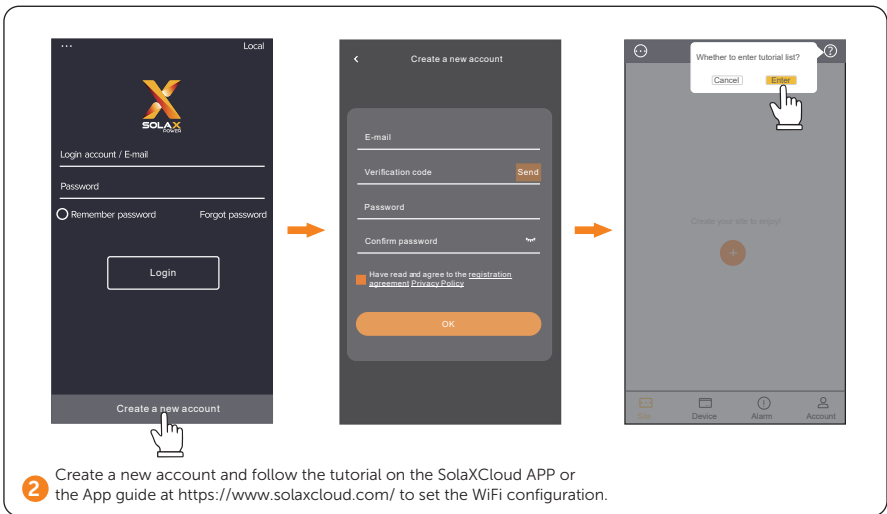 ... Local
SOLAX
POWER
Login account / E-mail
Password
Remember password Forgot password
Login
Create a new account
Create a new account
E-mail
Verification code Send
Password
Confirm password
Have read and agree to the registration
agreement Privacy Policy
OK
Whether to enter tutorial list?
Cancel Enter
?
Create your site to enjoy!
+
Site Device Alarm Account
2 Create a new account and follow the tutorial on the SolaXCloud APP or
the App guide at https://www.solaxcloud.com/ to set the WiFi configuration.